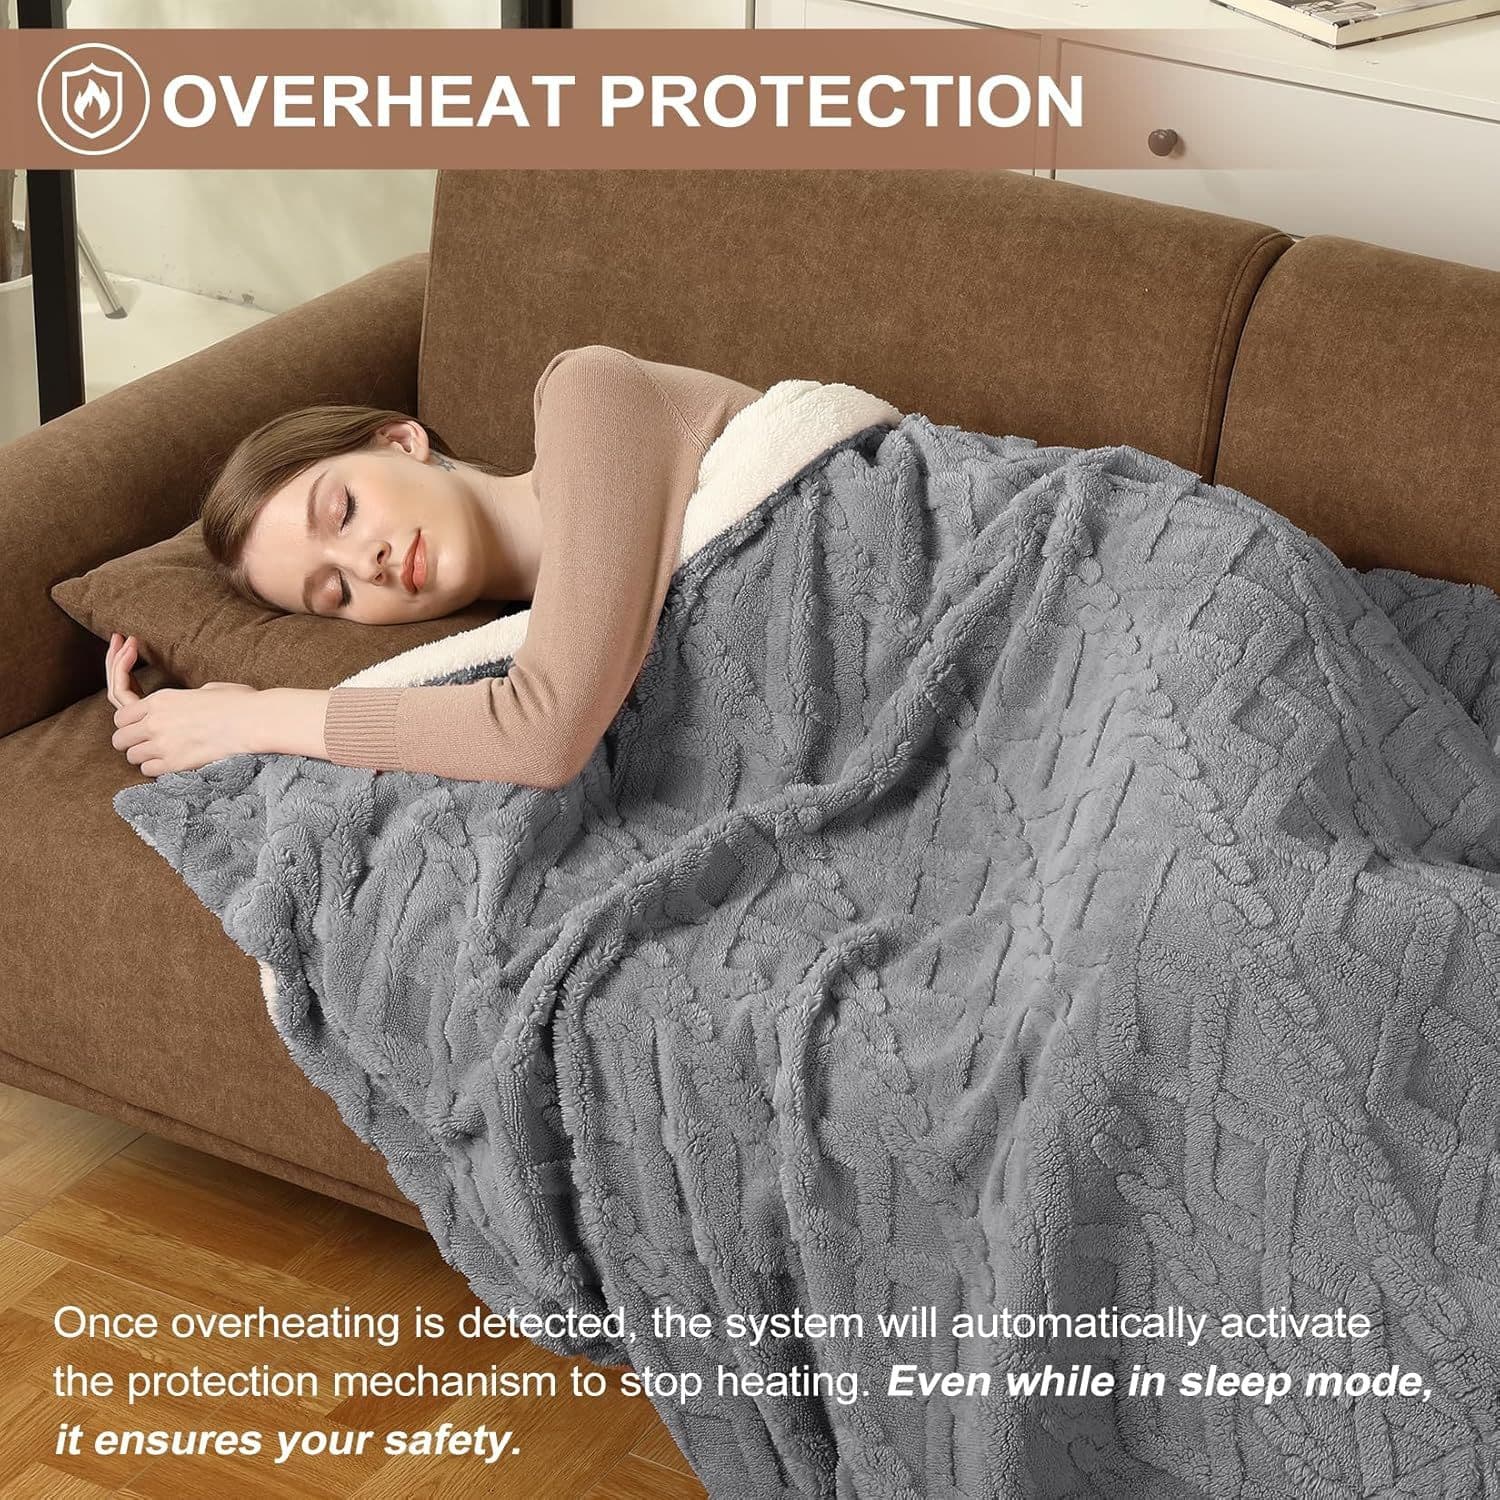 OVERHEAT PROTECTION
Once overheating is detected, the system will automatically activate
the protection mechanism to stop heating. Even while in sleep mode,
it ensures your safety.